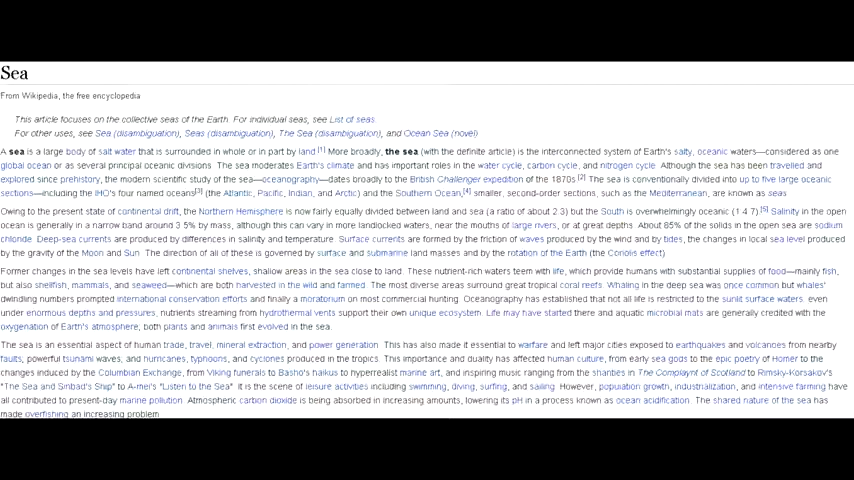 Sea
From Wikipedia, the free encyclopedia
This article focuses on the collective seas of the Earth. For individual seas, see List of seas.
For other uses, see Sea (disambiguation), Seas (disambiguation), The Sea (disambiguation), and Ocean Sea (novel)
A sea is a large body of salt water that is surrounded in whole or in part by land.[1] More broadly, the sea (with the definite article) is the interconnected system of Earth's salty, oceanic waters—considered as one
global ocean or as several principal oceanic divisions. The sea moderates Earth's climate and has important roles in the water cycle, carbon cycle, and nitrogen cycle. Although the sea has been travelled and
explored since prehistory, the modern scientific study of the sea—oceanography—dates broadly to the British Challenger expedition of the 1870s.[2] The sea is conventionally divided into up to five large oceanic
sections—including the IHO's four named oceans[3] (the Atlantic, Pacific, Indian, and Arctic) and the Southern Ocean;[4] smaller, second-order sections, such as the Mediterranean, are known as seas.
Owing to the present state of continental drift, the Northern Hemisphere is now fairly equally divided between land and sea (a ratio of about 2:3) but the South is overwhelmingly oceanic (1:4.7).[5] Salinity in the open
ocean is generally in a narrow band around 3.5% by mass, although this can vary in more landlocked waters, near the mouths of large rivers, or at great depths. About 85% of the solids in the open sea are sodium
chloride. Deep-sea currents are produced by differences in salinity and temperature. Surface currents are formed by the friction of waves produced by the wind and by tides, the changes in local sea level produced
by the gravity of the Moon and Sun. The direction of all of these is governed by surface and submarine land masses and by the rotation of the Earth (the Coriolis effect).
Former changes in the sea levels have left continental shelves, shallow areas in the sea close to land. These nutrient-rich waters teem with life, which provide humans with substantial supplies of food—mainly fish,
but also shellfish, mammals, and seaweed—which are both harvested in the wild and farmed. The most diverse areas surround great tropical coral reefs. Whaling in the deep sea was once common but whales'
dwindling numbers prompted international conservation efforts and finally a moratorium on most commercial hunting. Oceanography has established that not all life is restricted to the sunlit surface waters: even
under enormous depths and pressures, nutrients streaming from hydrothermal vents support their own unique ecosystem. Life may have started there and aquatic microbial mats are generally credited with the
oxygenation of Earth's atmosphere; both plants and animals first evolved in the sea.
The sea is an essential aspect of human trade, travel, mineral extraction, and power generation. This has also made it essential to warfare and left major cities exposed to earthquakes and volcanoes from nearby
faults; powerful tsunami waves; and hurricanes, typhoons, and cyclones produced in the tropics. This importance and duality has affected human culture, from early sea gods to the epic poetry of Homer to the
changes induced by the Columbian Exchange, from Viking funerals to Basho's haikus to hyperrealist marine art, and inspiring music ranging from the shanties in The Complaynt of Scotland to Rimsky-Korsakov's
"The Sea and Sinbad's Ship" to A-mei's "Listen to the Sea". It is the scene of leisure activities including swimming, diving, surfing, and sailing. However, population growth, industrialization, and intensive farming have
all contributed to present-day marine pollution. Atmospheric carbon dioxide is being absorbed in increasing amounts, lowering its pH in a process known as ocean acidification. The shared nature of the sea has
made overfishing an increasing problem.